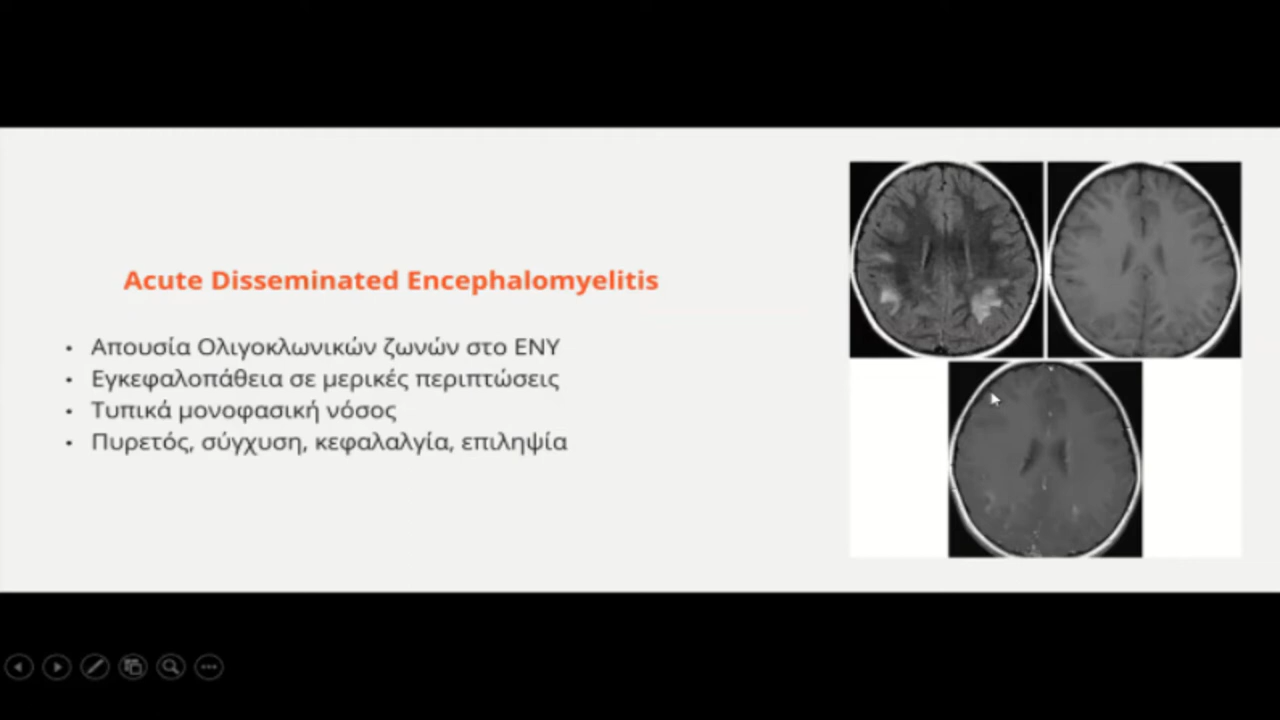 Acute Disseminated Encephalomyelitis
• Απουσία Ολιγοκλωνικών ζωνών στο ΕΝΥ
• Εγκεφαλοπάθεια σε μερικές περιπτώσεις
• Τυπικά μονοφασική νόσος
• Πυρετός, σύγχυση, κεφαλαλγία, επιληψία